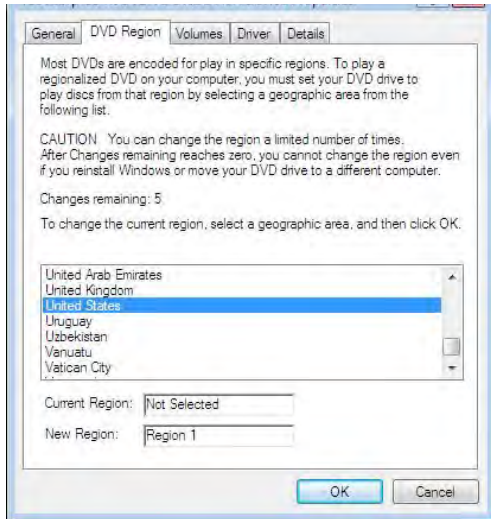 General DVD Region Volumes Driver Details
Most DVDs are encoded for play in specific regions. To play a
regionalized DVD on your computer, you must set your DVD drive to
play discs from that region by selecting a geographic area from the
following list.
CAUTION You can change the region a limited number of times.
After Changes remaining reaches zero, you cannot change the region even
if you reinstall Windows or move your DVD drive to a different computer.
Changes remaining: 5
To change the current region, select a geographic area, and then click OK.
United Arab Emirates
United Kingdom
United States
Uruguay
Uzbekistan
Vanuatu
Vatican City
Current Region: Not Selected
New Region: Region 1
OK Cancel